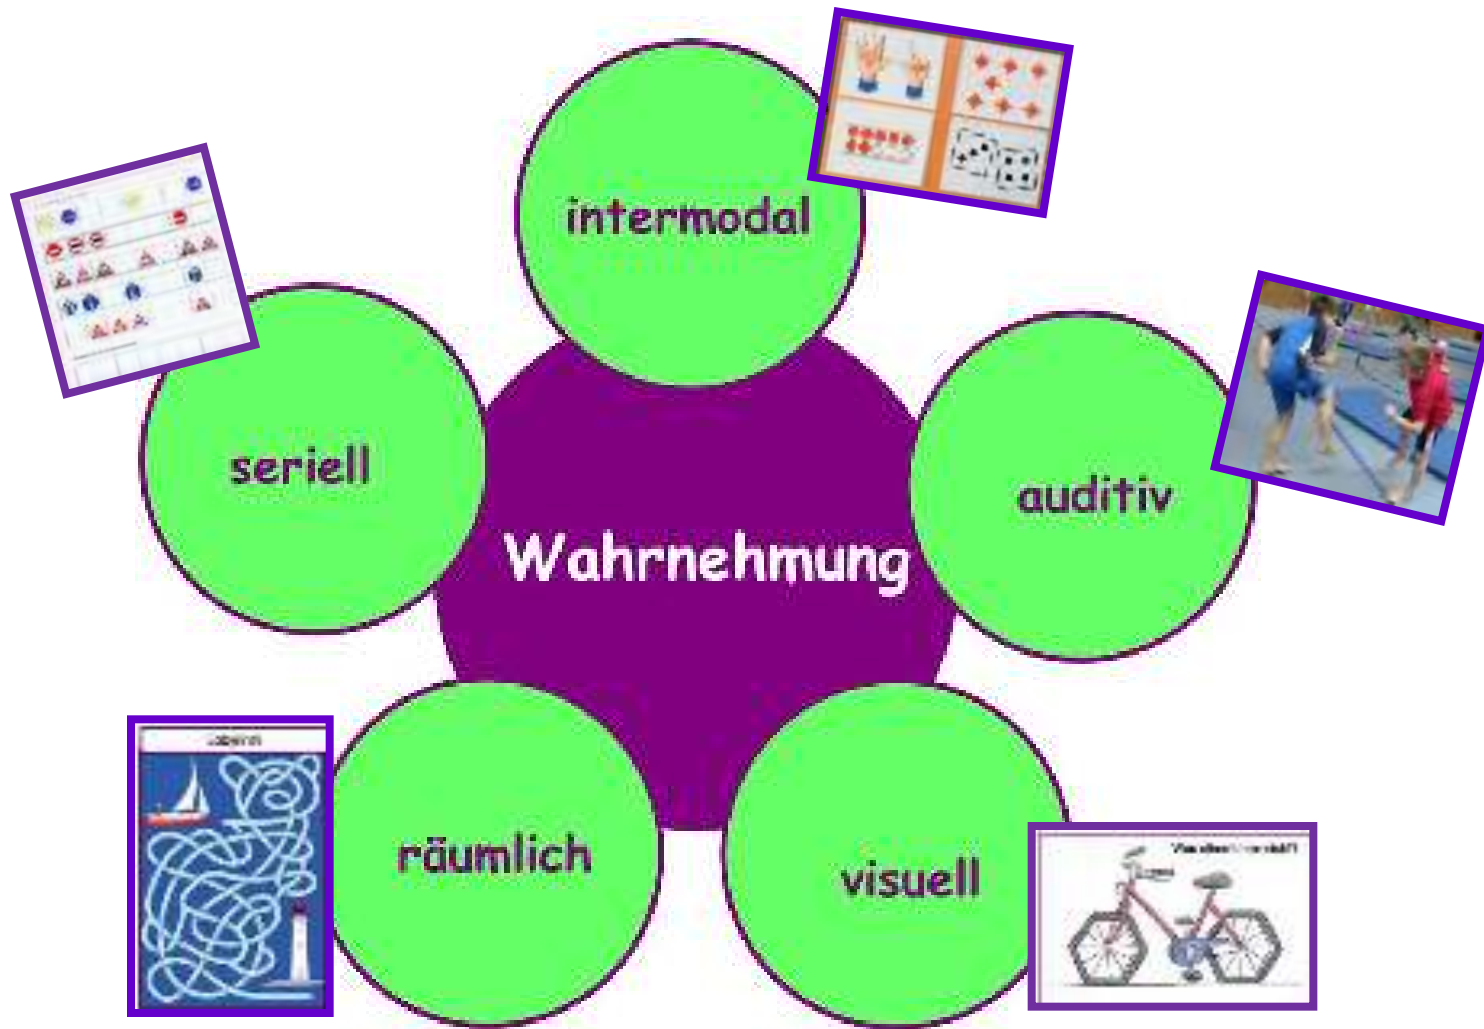 intermodal
seriell
auditiv
Wahrnehmung
räumlich
visuell